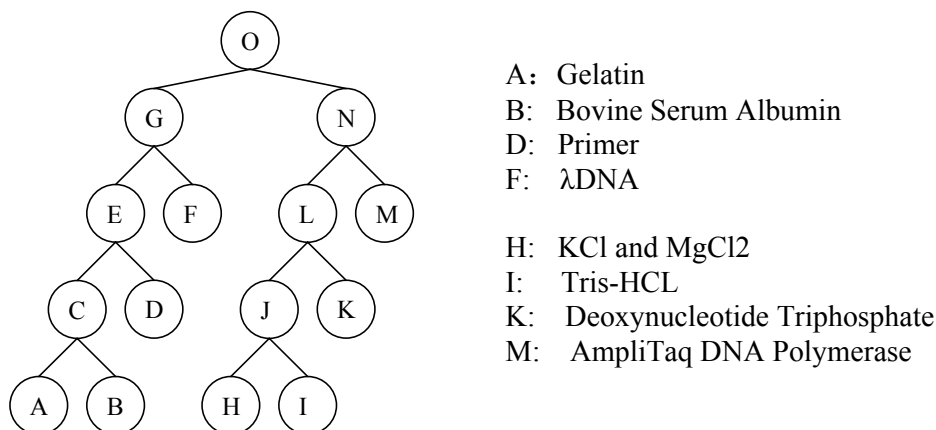 O
G N
E F L M
C D J K
A B H I
A： Gelatin
B: Bovine Serum Albumin
D: Primer
F: λDNA
H: KCl and MgCl2
I: Tris-HCL
K: Deoxynucleotide Triphosphate
M: AmpliTaq DNA Polymerase